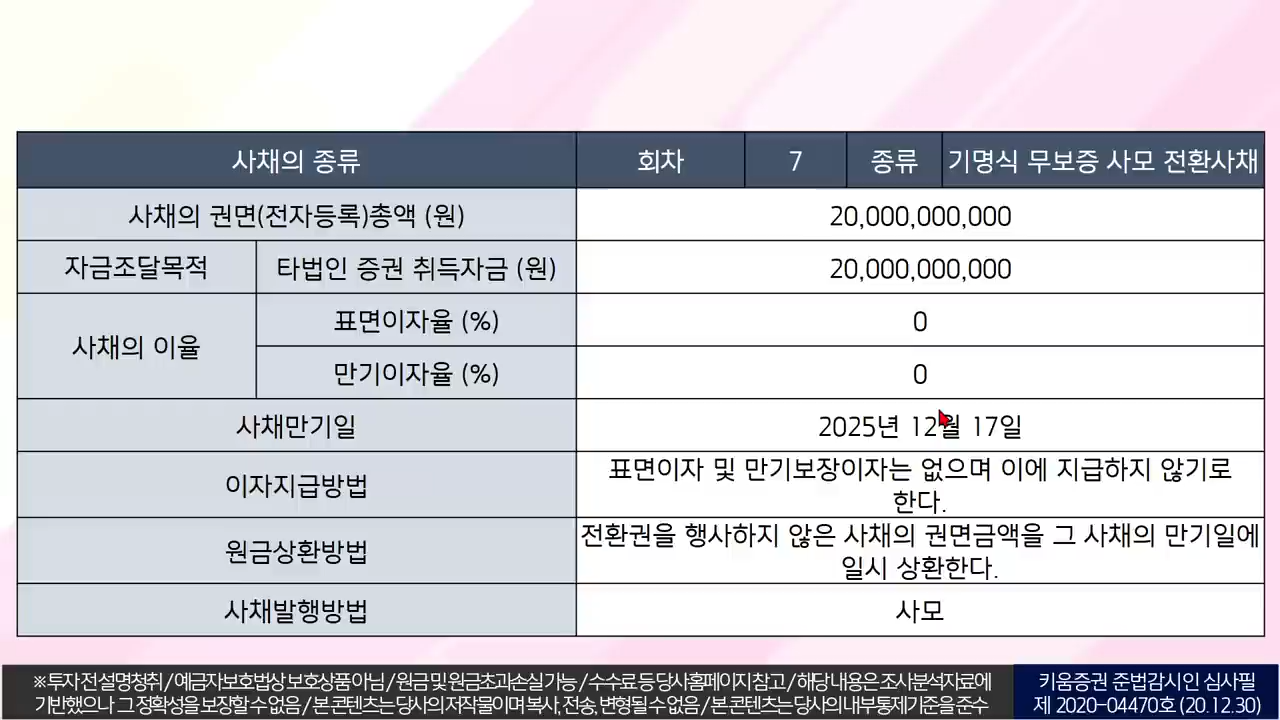 사채의 종류 회차 7 종류 기명식 무보증 사모 전환사채
사채의 권면(전자등록)총액 (원) 20,000,000,000
자금조달목적 타법인 증권 취득자금 (원) 20,000,000,000
사채의 이율 표면이자율 (%) 0
만기이자율 (%) 0
사채만기일 2025년 12월 17일
이자지급방법 표면이자 및 만기보장이자는 없으며 이에 지급하지 않기로
한다.
원금상환방법 전환권을 행사하지 않은 사채의 권면금액을 그 사채의 만기일에
일시 상환한다.
사채발행방법 사모
※ 투자 전 설명청취 / 예금자보호법상 보호상품 아님 / 원금 및 원금초과손실 가능 / 수수료 등 당사홈페이지 참고 / 해당 내용은 조사분석자료에
기반했으나 그 정확성을 보장할 수 없음 / 본 콘텐츠는 당사의 저작물이며 복사, 전송, 변형될 수 없음 / 본 콘텐츠는 당사의 내부통제기준을 준수
키움증권 준법감시인 심사필
제 2020-04470호 (20.12.30)